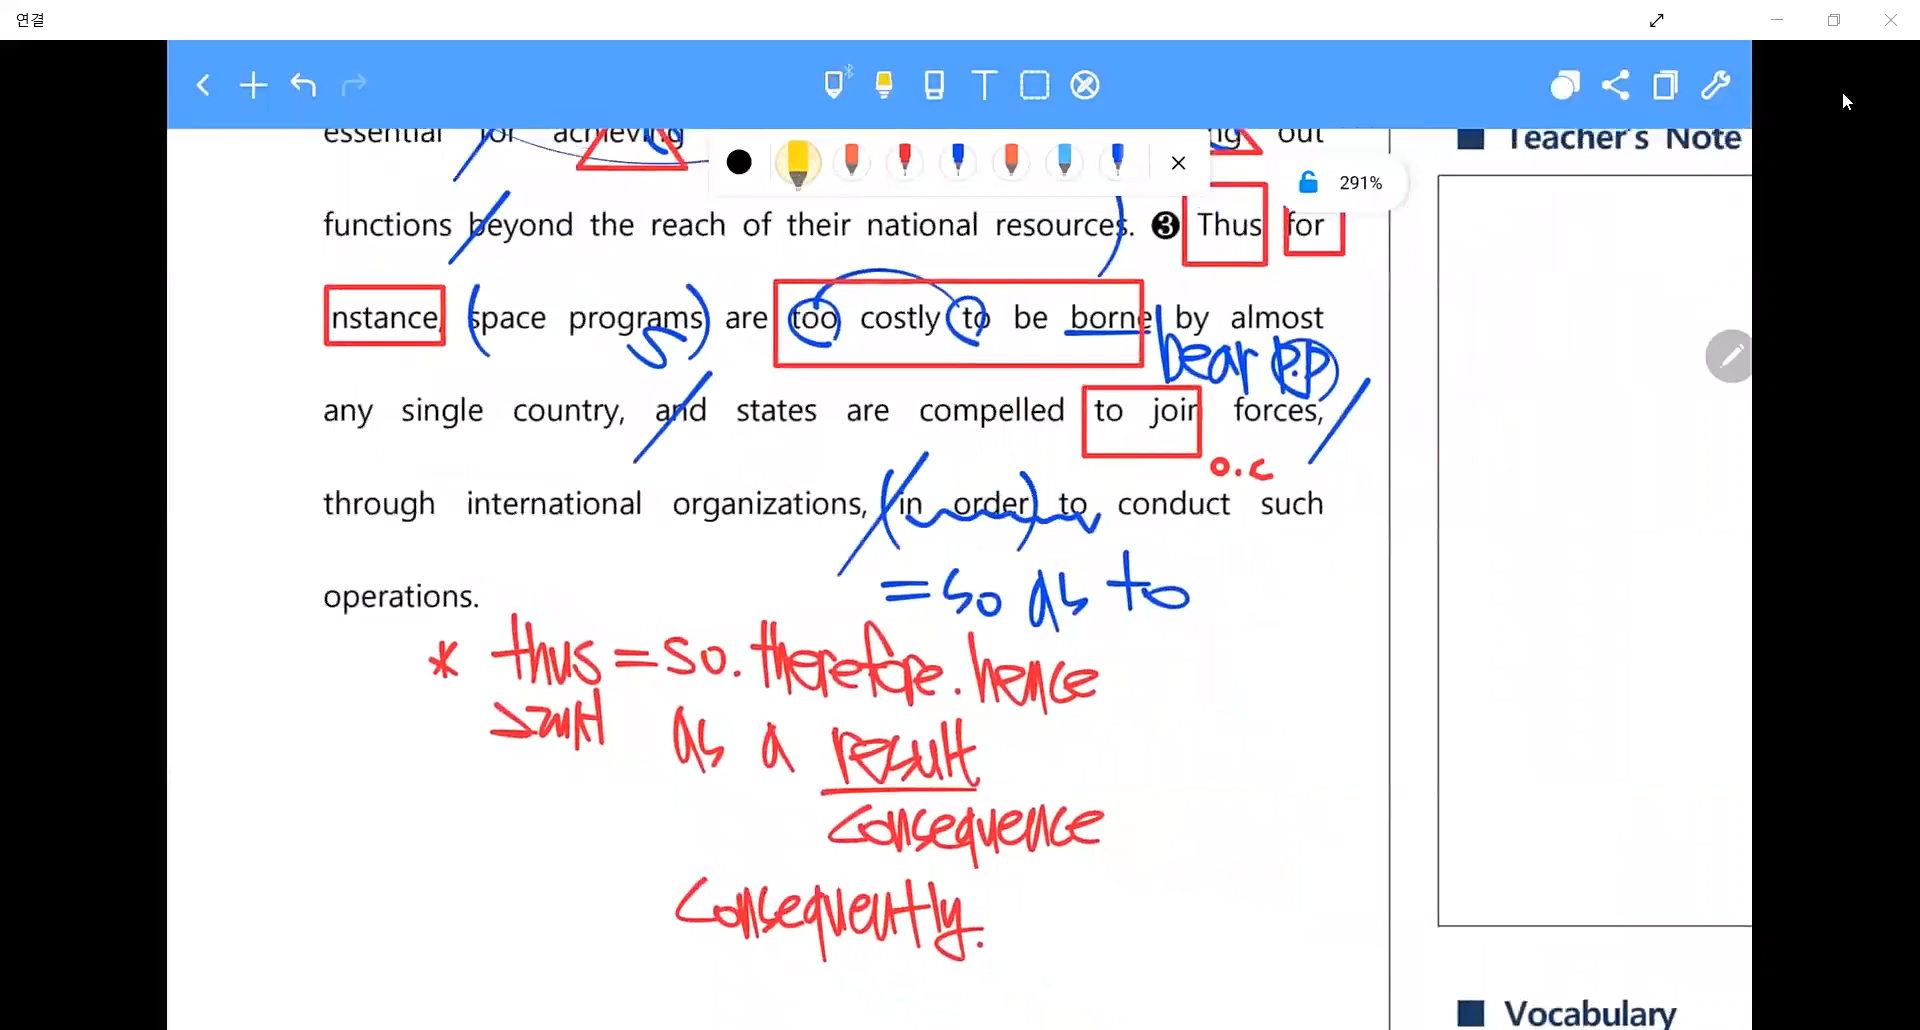 연결
essential for achieving ng out
Teacher's Note
291%
functions beyond the reach of their national resources. ❸ Thus for
nstance, space programs are too costly to be borne by almost
S
bear p.p
any single country, and states are compelled to join forces,
o.c
through international organizations, in order to conduct such
= so as to
operations.
* thus = so. therefore. hence
as a result
consequence
consequently.
Vocabulary